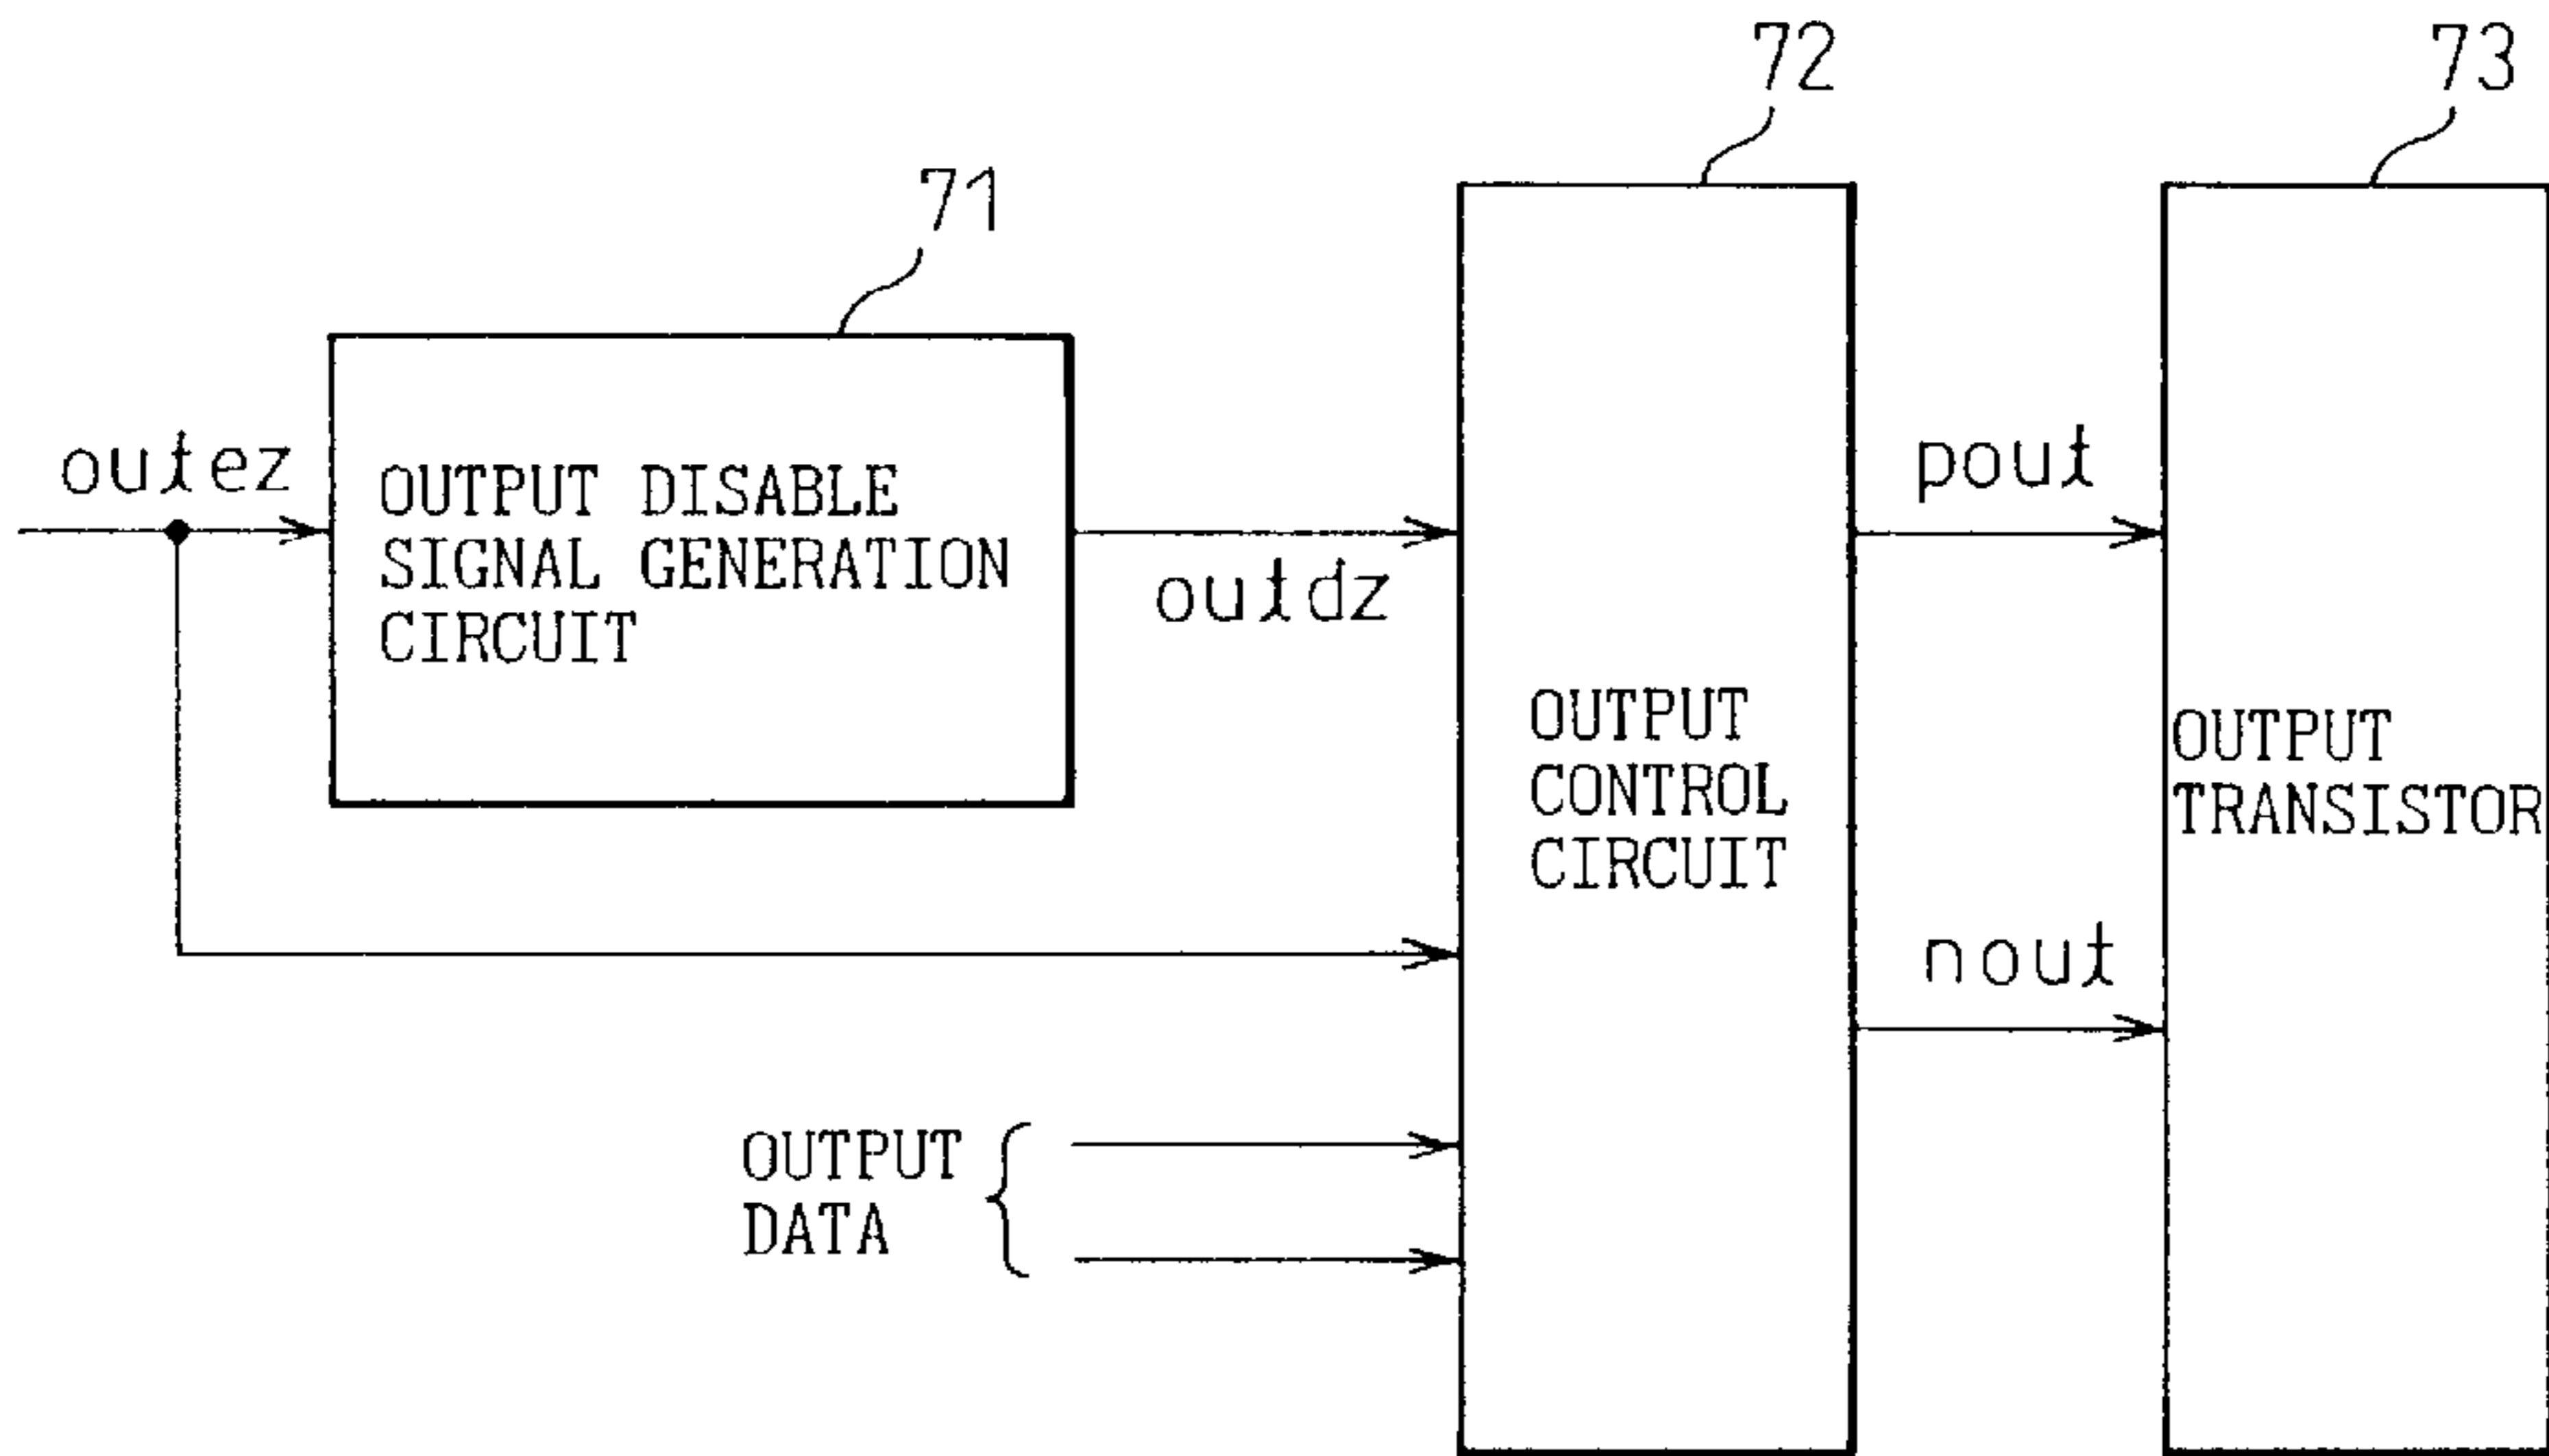 72
73
71
outez
OUTPUT DISABLE
SIGNAL GENERATION
CIRCUIT
outdz
pout
OUTPUT
CONTROL
CIRCUIT
OUTPUT
TRANSISTOR
nout
OUTPUT
DATA